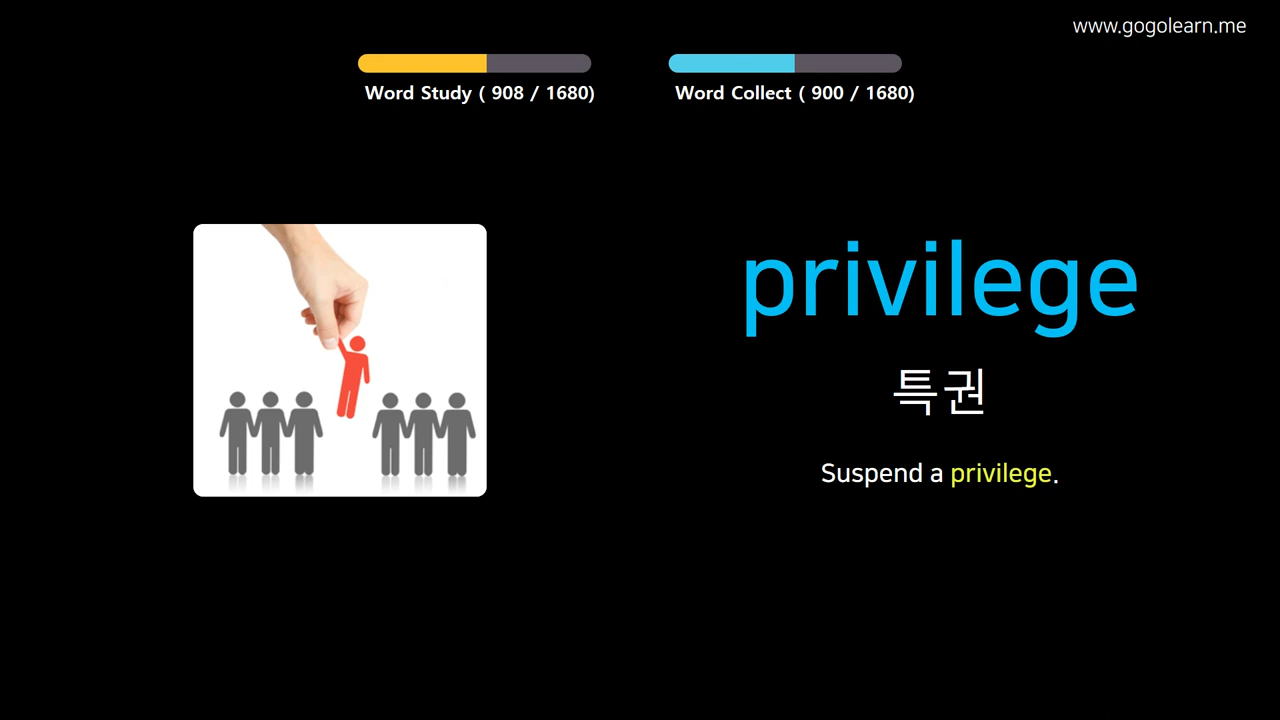 www.gogolearn.me
Word Study ( 908 / 1680)
Word Collect ( 900 / 1680)
privilege
특권
Suspend a privilege.